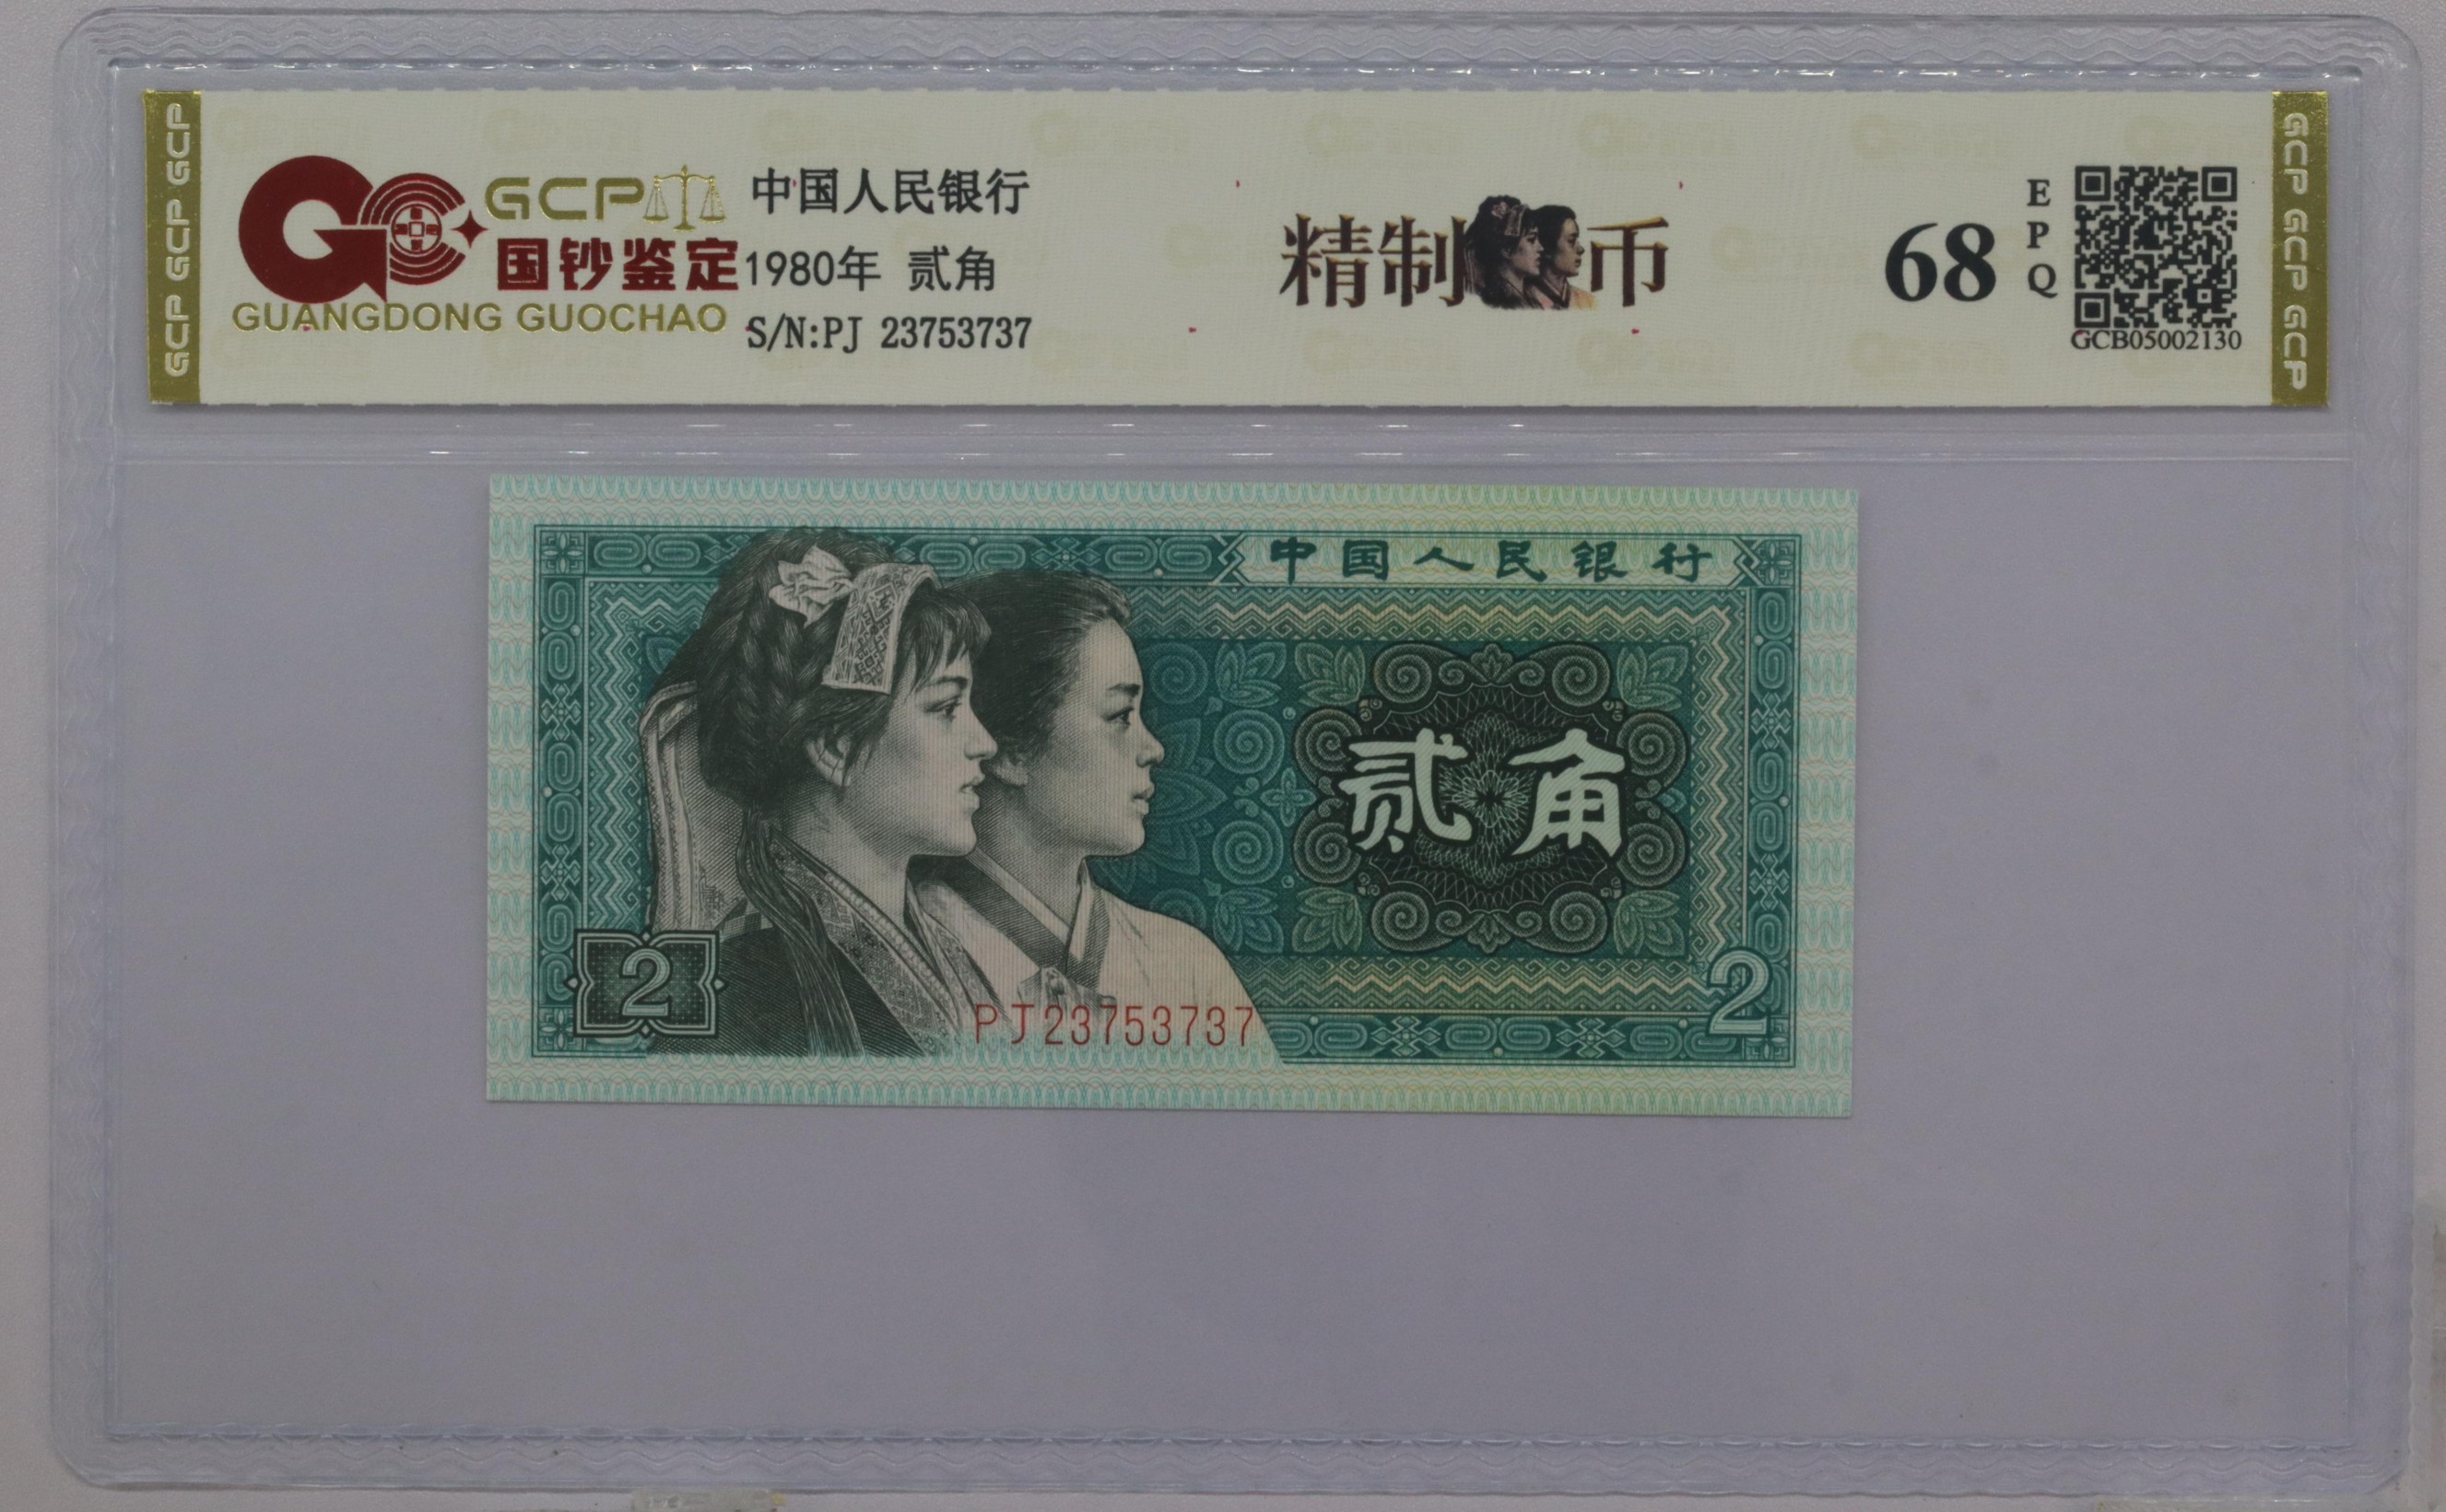 GCP GCP GCP
GCP
国钞鉴定
GUANGDONG GUOCHAO
中国人民银行
1980年 贰角
S/N:PJ 23753737
精制币
68
EPQ
GCB05002130
GCP GCP GCP
中国人民银行
贰角
2
PJ23753737
2